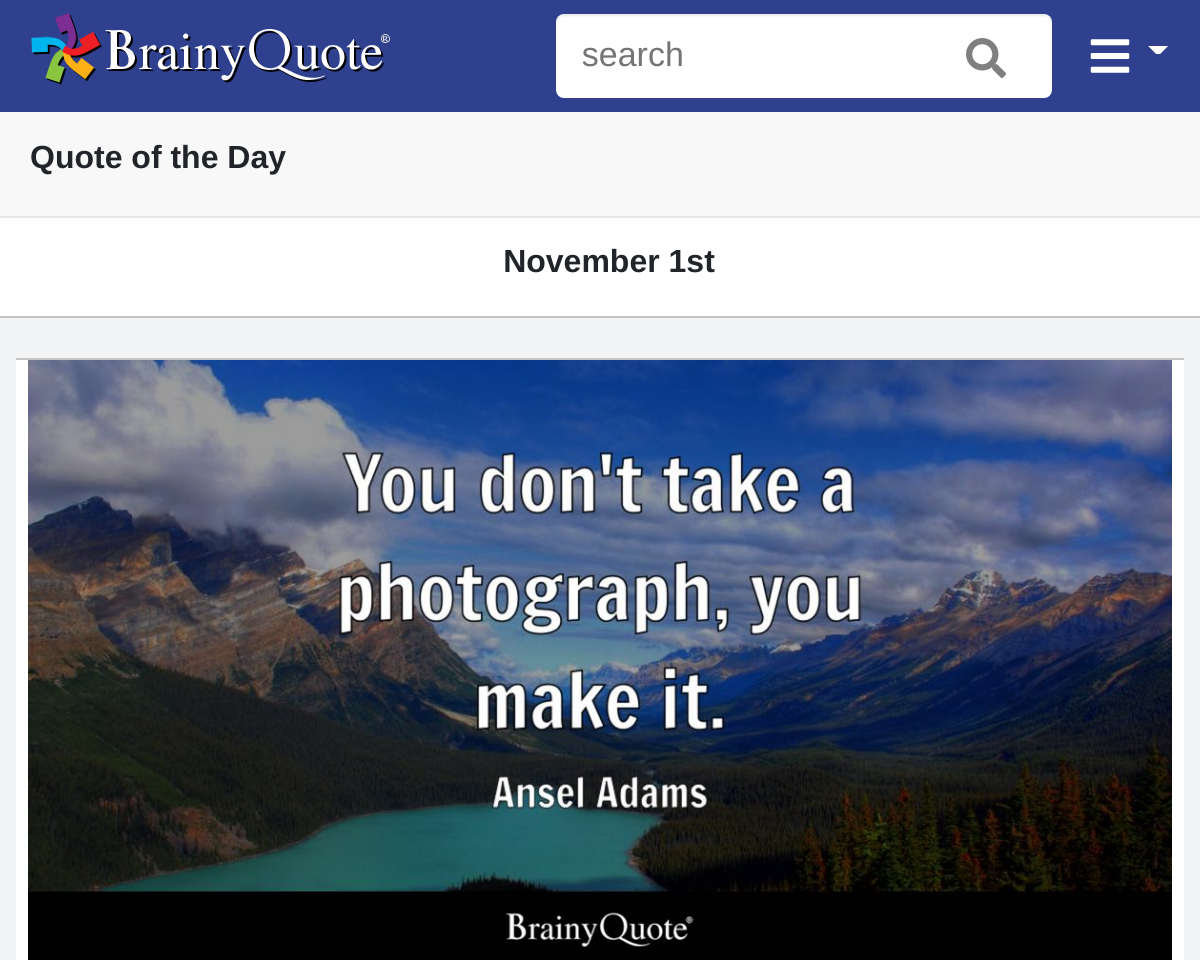 BrainyQuote®
search
Quote of the Day
November 1st
You don't take a
photograph, you
make it.
Ansel Adams
BrainyQuote®